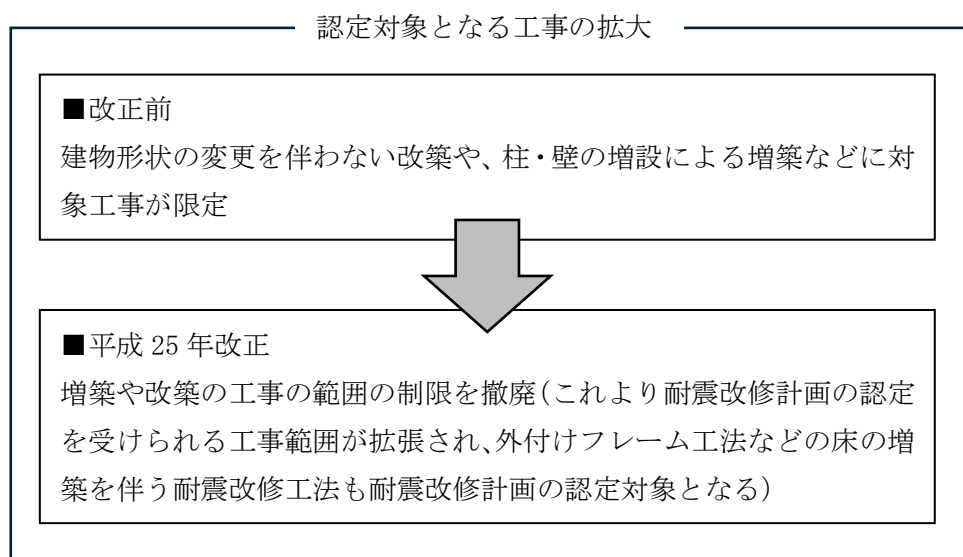 認定対象となる工事の拡大
■改正前
建物形状の変更を伴わない改築や、柱・壁の増設による増築などに対
象工事が限定
■平成 25 年改正
増築や改築の工事の範囲の制限を撤廃(これより耐震改修計画の認定
を受けられる工事範囲が拡張され、外付けフレーム工法などの床の増
築を伴う耐震改修工法も耐震改修計画の認定対象となる)